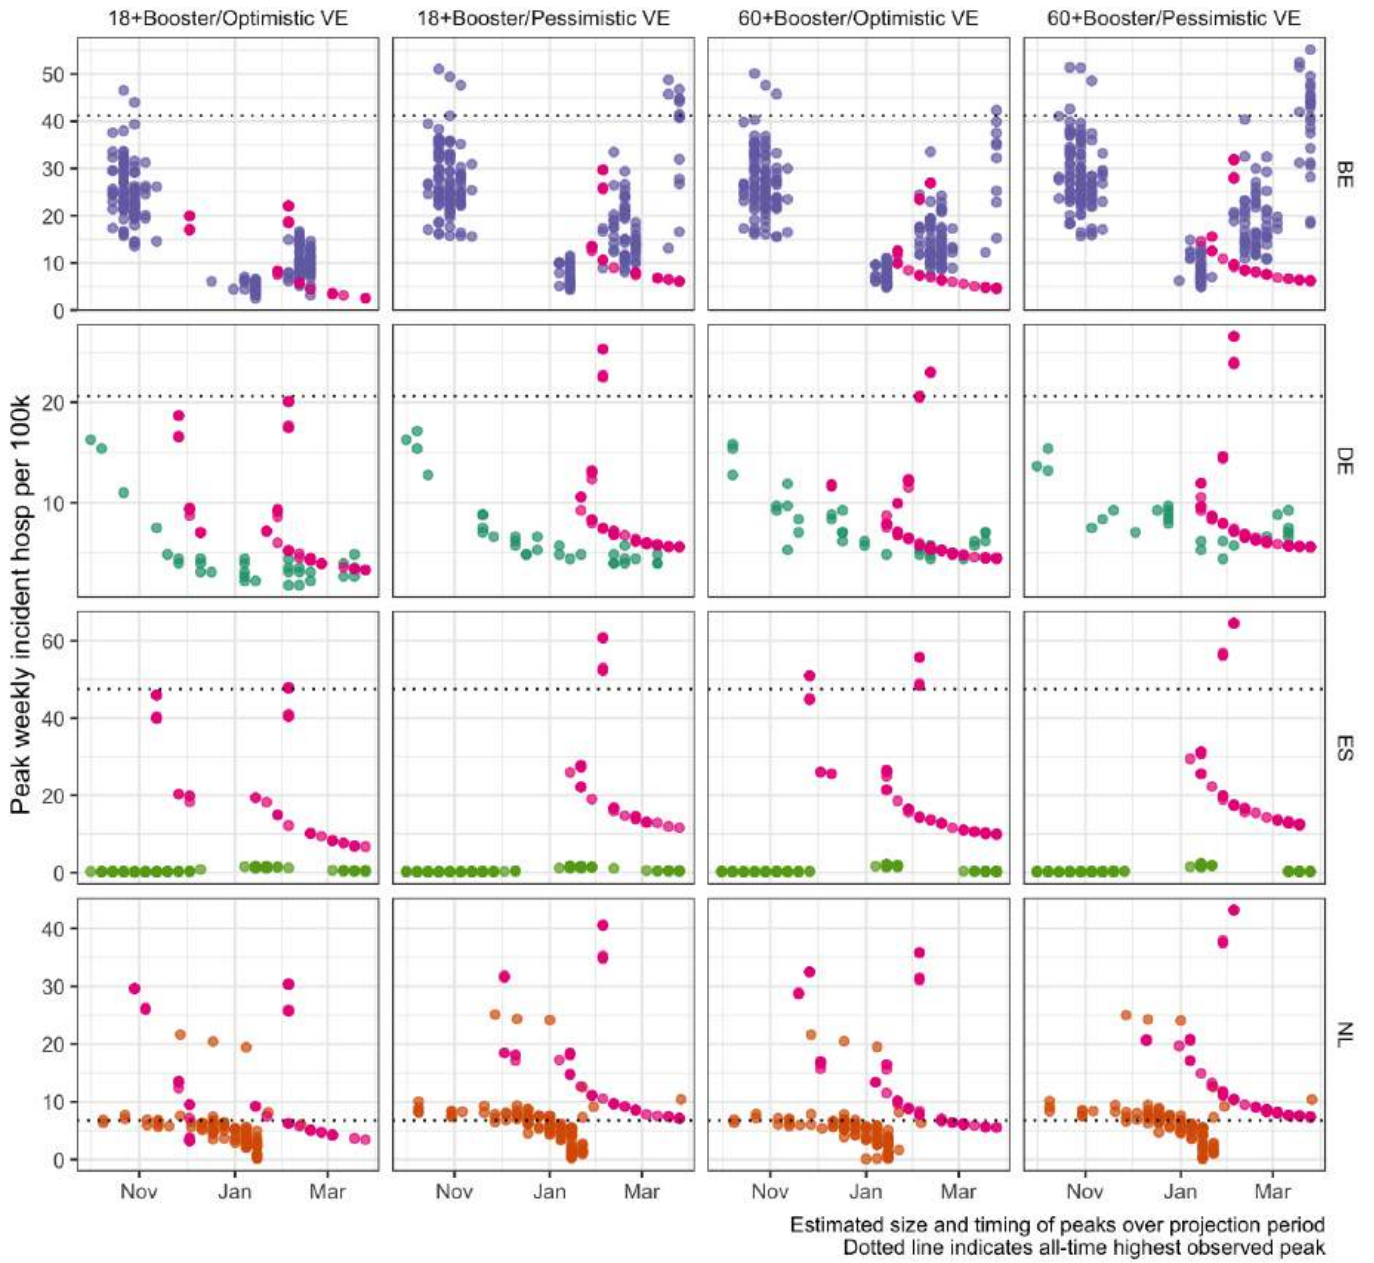 18+Booster/Optimistic VE 18+Booster/Pessimistic VE 60+Booster/Optimistic VE 60+Booster/Pessimistic VE
Peak weekly incident hosp per 100k
50
40
30
20
10
0
BE
20
10
DE
60
40
20
0
ES
40
30
20
10
0
NL
Nov Jan Mar Nov Jan Mar Nov Jan Mar Nov Jan Mar
Estimated size and timing of peaks over projection period
Dotted line indicates all-time highest observed peak